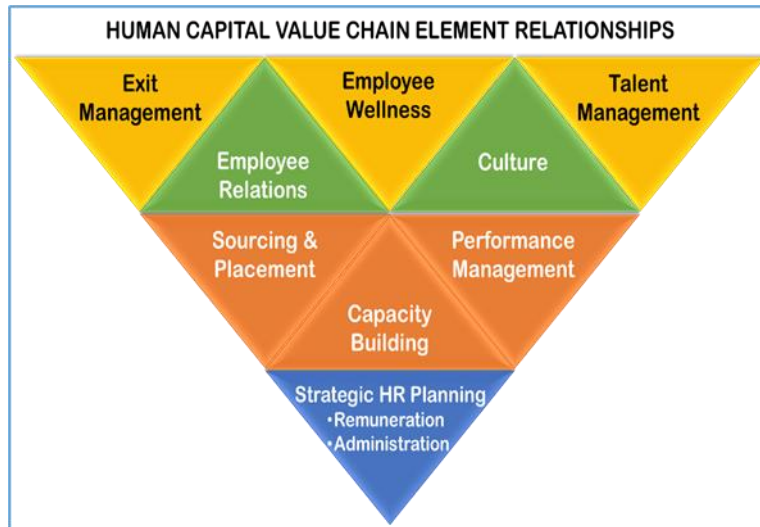 HUMAN CAPITAL VALUE CHAIN ELEMENT RELATIONSHIPS
Exit
Management
Employee
Wellness
Talent
Management
Employee
Relations
Culture
Sourcing &
Placement
Performance
Management
Capacity
Building
Strategic HR Planning
•Remuneration
•Administration